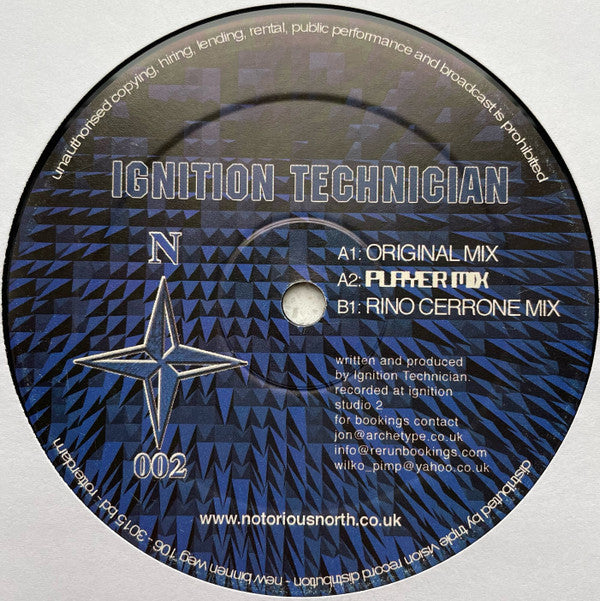 unauthorised copying, hiring, lending, rental, public performance and broadcast is prohibited
IGNITION TECHNICIAN
N
A1: ORIGINAL MIX
A2: PLAYER MIX
B1: RINO CERRONE MIX
written and produced
by Ignition Technician.
recorded at ignition
studio 2
for bookings contact
jon@archetype.co.uk
info@rerunbookings.com
wilko_pimp@yahoo.co.uk
002
www.notoriousnorth.co.uk
distributed by triple vision record distribution - new binnen weg 106 - 3015 bd - rotterdam